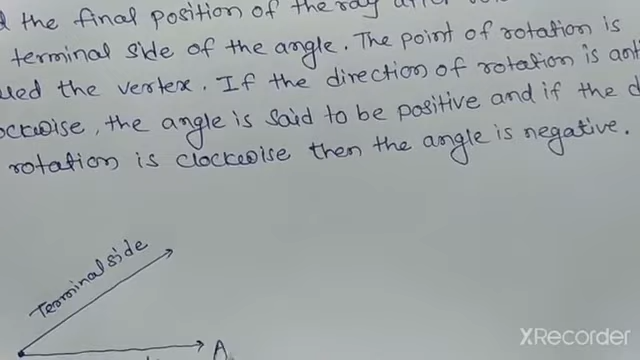 the final position of the ray after
terminal side of the angle. The point of rotation is
the vertex. If the direction of rotation is anti
the angle is said to be positive and if the d
rotation is clockwise then the angle is negative.
Terminal side
A
XRecorder